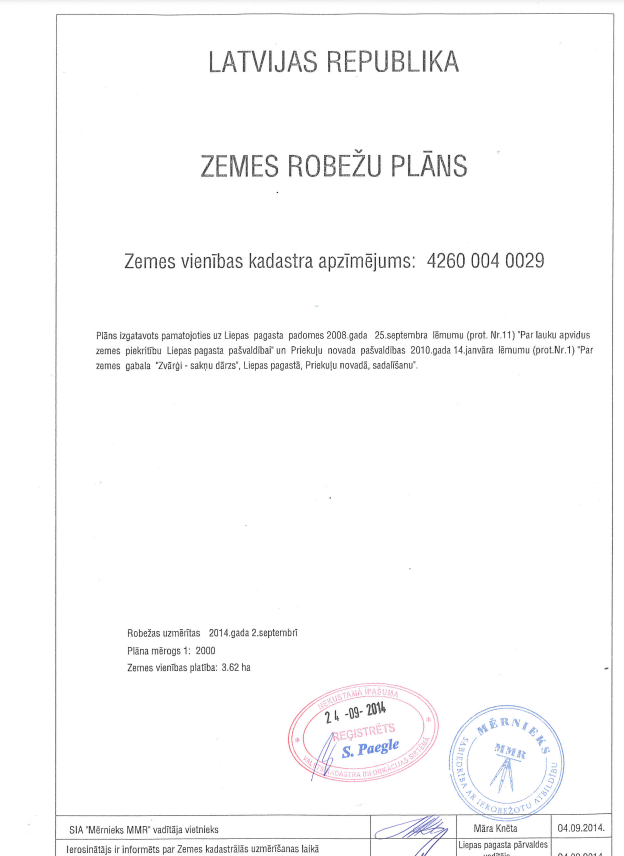 LATVIJAS REPUBLIKA
ZEMES ROBEŽU PLĀNS
Zemes vienības kadastra apzīmējums: 4260 004 0029
Plāns izgatavots pamatojoties uz Liepas pagasta padomes 2008.gada 25.septembra lēmumu (prot. Nr.11) "Par lauku apvidus
zemes piekritību Liepas pagasta pašvaldībai" un Priekuļu novada pašvaldības 2010.gada 14.janvāra lēmumu (prot.Nr.1) "Par
zemes gabala "Zvārģi - sakņu dārzs", Liepas pagastā, Priekuļu novadā, sadalīšanu".
Robežas uzmērītas 2014.gada 2.septembrī
Plāna mērogs 1: 2000
Zemes vienības platība: 3.62 ha
NEKUSTAMĀ ĪPAŠUMA
24 -09- 2014
REĢISTRĒTS
S. Paegle
VALSTS KADASTRA INFORMĀCIJAS SISTĒMĀ
MĒRNIEKS
MMR
SABIEDRĪBA AR IEROBEŽOTU ATBILDĪBU
SIA "Mērnieks MMR" vadītāja vietnieks
Māra Knēta
04.09.2014.
Ierosinātājs ir informēts par Zemes kadastrālās uzmērīšanas laikā
Liepas pagasta pārvaldes